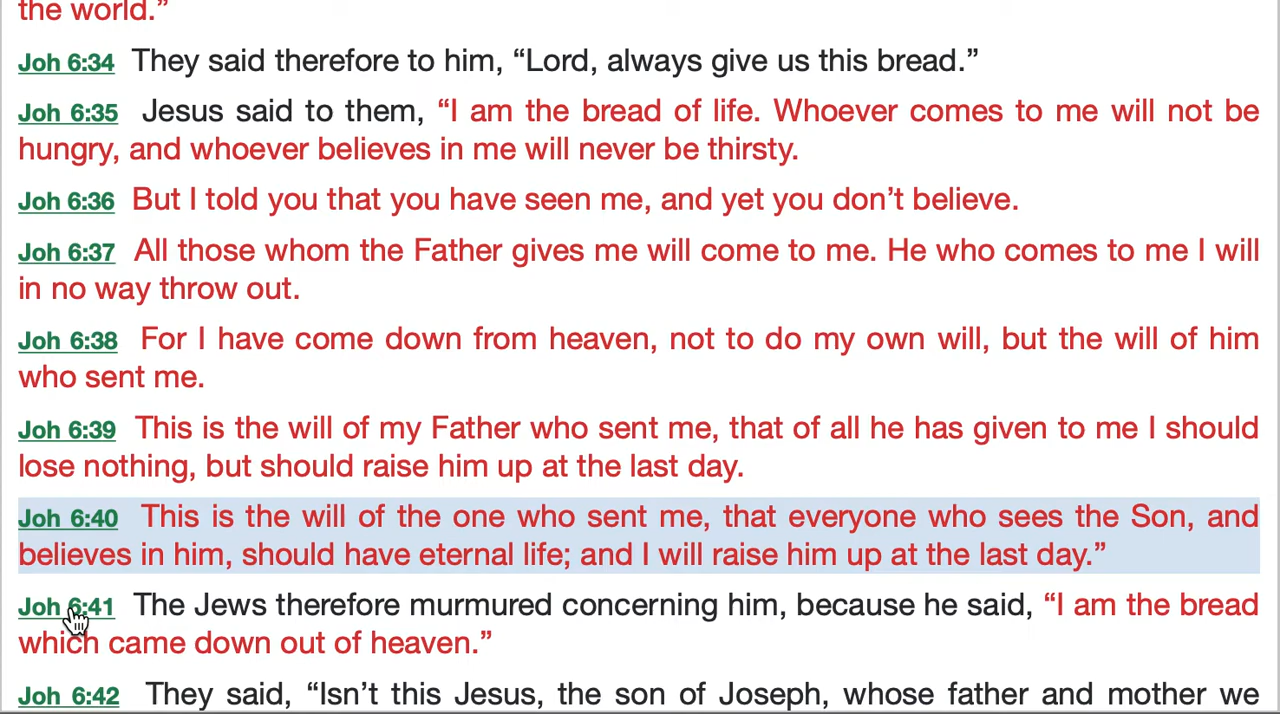 the world.”
Joh 6:34 They said therefore to him, “Lord, always give us this bread.”
Joh 6:35 Jesus said to them, “I am the bread of life. Whoever comes to me will not be
hungry, and whoever believes in me will never be thirsty.
Joh 6:36 But I told you that you have seen me, and yet you don’t believe.
Joh 6:37 All those whom the Father gives me will come to me. He who comes to me I will
in no way throw out.
Joh 6:38 For I have come down from heaven, not to do my own will, but the will of him
who sent me.
Joh 6:39 This is the will of my Father who sent me, that of all he has given to me I should
lose nothing, but should raise him up at the last day.
Joh 6:40 This is the will of the one who sent me, that everyone who sees the Son, and
believes in him, should have eternal life; and I will raise him up at the last day.”
Joh 6:41 The Jews therefore murmured concerning him, because he said, “I am the bread
which came down out of heaven.”
Joh 6:42 They said, “Isn’t this Jesus, the son of Joseph, whose father and mother we